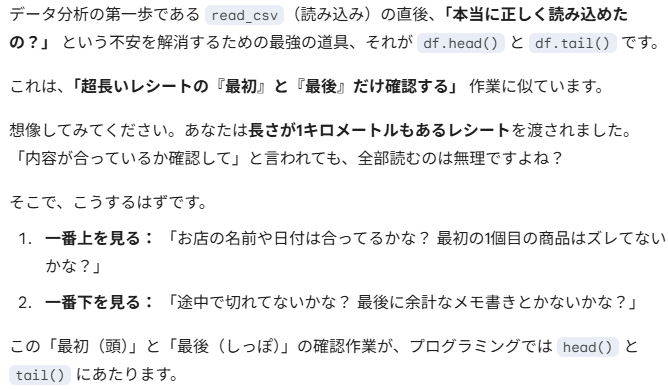 データ分析の第一歩である read_csv（読み込み）の直後、「本当に正しく読み込めた
の？」 という不安を解消するための最強の道具、それが df.head() と df.tail() です。
これは、「超長いレシートの『最初』と『最後』だけ確認する」 作業に似ています。
想像してみてください。あなたは長さが1キロメートルもあるレシートを渡されました。
「内容が合っているか確認して」と言われても、全部読むのは無理ですよね？
そこで、こうするはずです。
1. 一番上を見る： 「お店の名前や日付は合ってるかな？ 最初の1個目の商品はズレてない
かな？」
2. 一番下を見る： 「途中で切れてないかな？ 最後に余計なメモ書きとかないかな？」
この「最初（頭）」と「最後（しっぽ）」の確認作業が、プログラミングでは head() と
tail() にあたります。